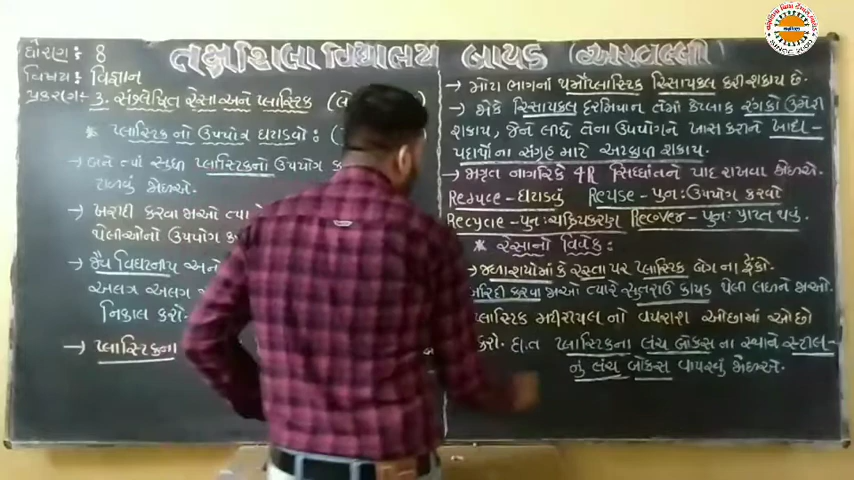 તક્ષશિલા વિદ્યાલય બાયડ (અરવલ્લી)
ધોરણ : 8
વિષય : વિજ્ઞાન
પ્રકરણ : 3. સંશ્લેષિત રેસા અને પ્લાસ્ટિક
* પ્લાસ્ટિક નો ઉપયોગ ઘટાડવો :
→ બને ત્યાં સુધી પ્લાસ્ટિકનો ઉપયોગ
ટાળવું જોઈએ.
→ ખરીદી કરવા જાઓ ત્યારે
થેલીઓનો ઉપયોગ
→ જૈવ વિઘટનીય અને
અલગ અલગ
નિકાલ કરો.
→ પ્લાસ્ટિકના
→ મોટા ભાગનાં થર્મોપ્લાસ્ટિક રિસાયકલ કરી શકાય છે.
→ જોકે રિસાયકલ દરમિયાન તેમાં કેટલાક રંગકો ઉમેરી
શકાય, જેને લીધે તેના ઉપયોગને ખાસ કરીને ખાદ્ય-
પદાર્થોના સંગ્રહ માટે અટકાવી શકાય.
→ જાગૃત નાગરિકે 4R સિદ્ધાંતને યાદ રાખવા જોઈએ.
Reduce - ઘટાડવું Reuse - પુનઃ ઉપયોગ કરવો
Recycle - પુનઃ ચક્રિયકરણ Recover - પુનઃ પ્રાપ્ત થવું.
* રેસાનો વિવેક :
→ જળાશયોમાં કે રસ્તા પર પ્લાસ્ટિક બેગ ના ફેંકો.
ખરિદી કરવા જાઓ ત્યારે સુતરાઉ કાપડ થેલી લઈને જાઓ.
પ્લાસ્ટિક મટીરીયલ નો વપરાશ ઓછામાં ઓછો
કરો. દા.ત પ્લાસ્ટિકના લંચ બોક્સ ના સ્થાને સ્ટીલ-
નું લંચ બોક્સ વાપરવું જોઈએ.
SINCE 2001